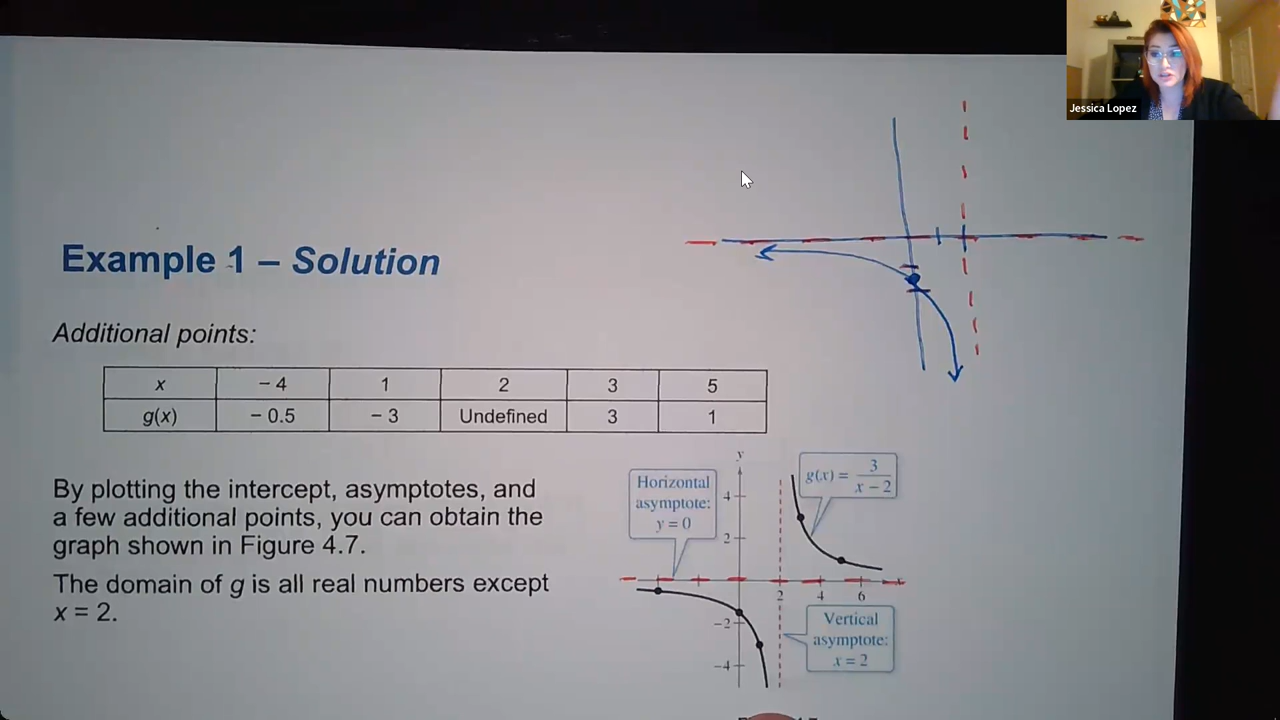 Jessica Lopez
Example 1 – Solution
Additional points:
x – 4 1 2 3 5
g(x) – 0.5 – 3 Undefined 3 1
By plotting the intercept, asymptotes, and
a few additional points, you can obtain the
graph shown in Figure 4.7.
The domain of g is all real numbers except
x = 2.
y
Horizontal
asymptote:
y = 0
g(x) = 3
x – 2
4
2
2 4 6 x
–2
–4
Vertical
asymptote:
x = 2